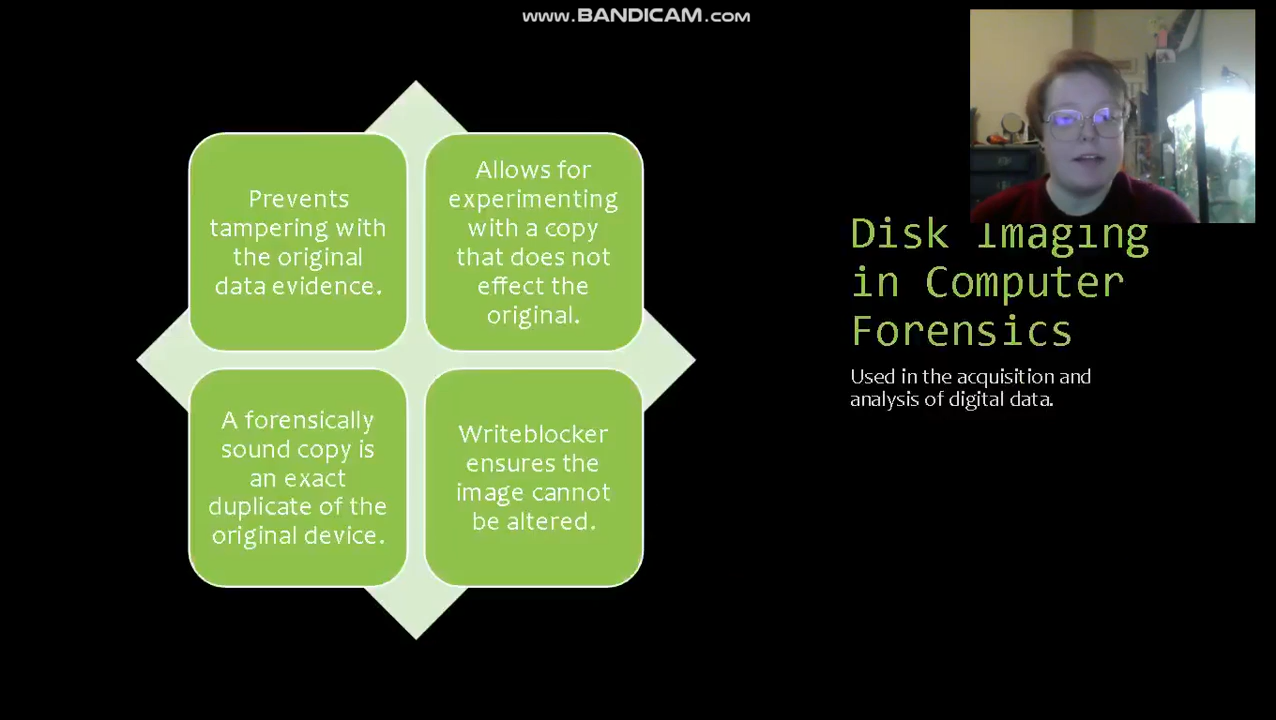 www.BANDICAM.com
Prevents
tampering with
the original
data evidence.
Allows for
experimenting
with a copy
that does not
effect the
original.
A forensically
sound copy is
an exact
duplicate of the
original device.
Writeblocker
ensures the
image cannot
be altered.
Disk Imaging
in Computer
Forensics
Used in the acquisition and
analysis of digital data.